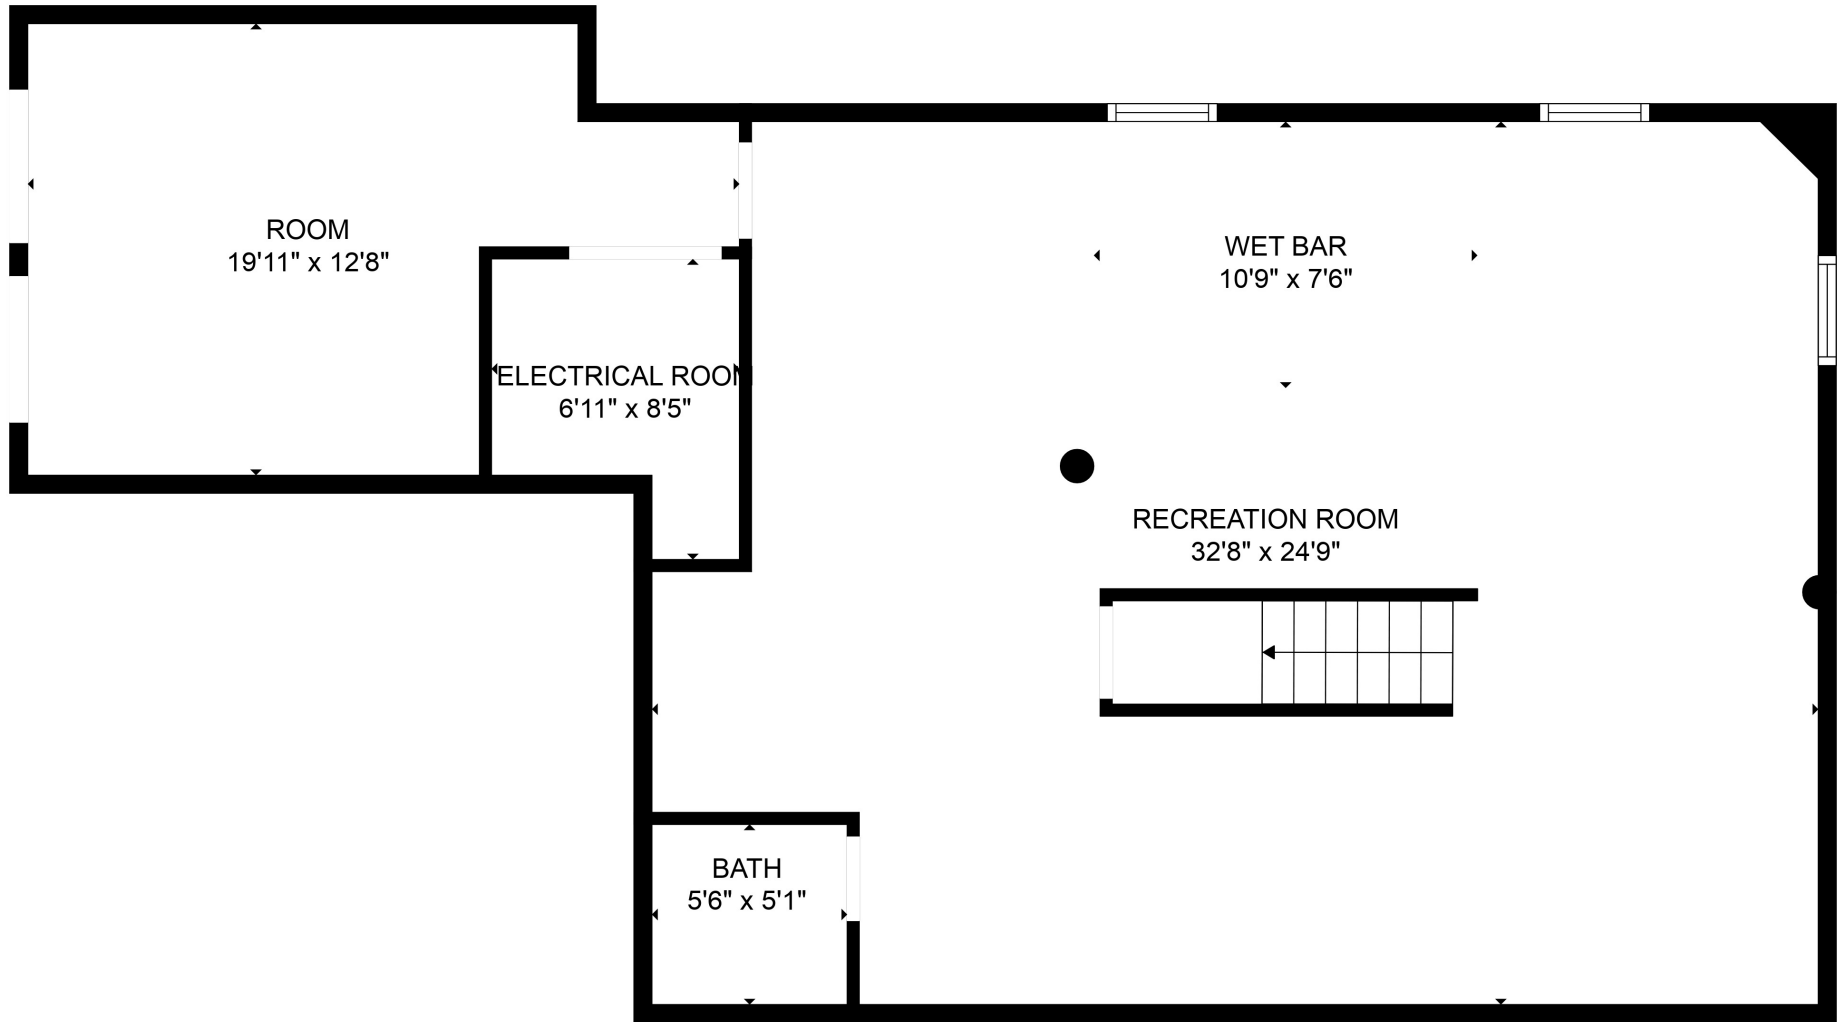 ROOM
19'11" x 12'8"
WET BAR
10'9" x 7'6"
ELECTRICAL ROOM
6'11" x 8'5"
RECREATION ROOM
32'8" x 24'9"
BATH
5'6" x 5'1"